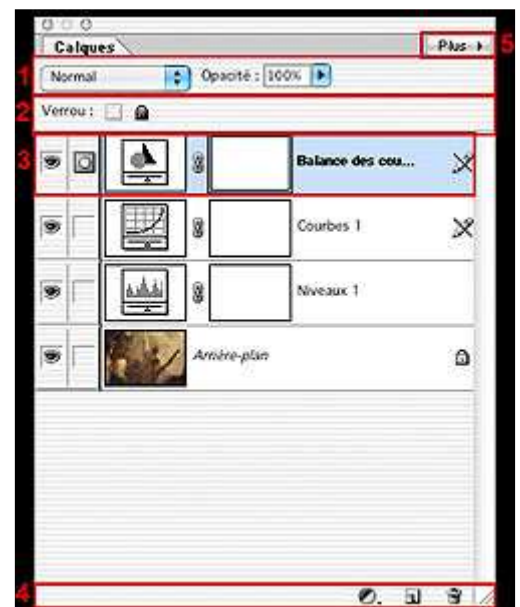 Calques
Plus
5
1
Normal
Opacité : 100%
2
Verrou :
3
Balance des cou...
Courbes 1
Niveaux 1
Arrière-plan
4